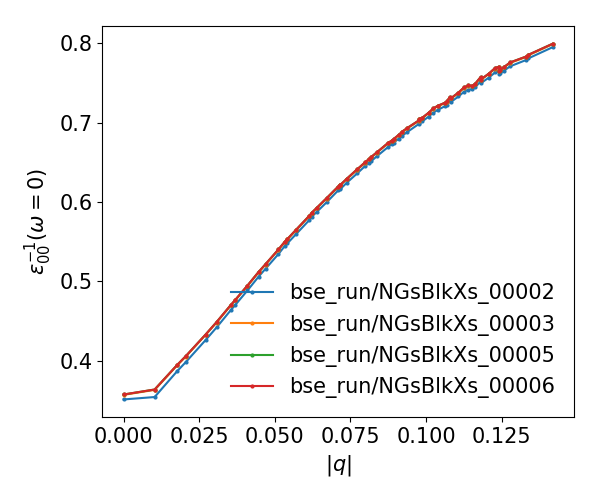 0.8
0.7
0.6
0.5
0.4
ε₀₀⁻¹(ω = 0)
bse_run/NGsBlkXs_00002
bse_run/NGsBlkXs_00003
bse_run/NGsBlkXs_00005
bse_run/NGsBlkXs_00006
0.000 0.025 0.050 0.075 0.100 0.125
|q|